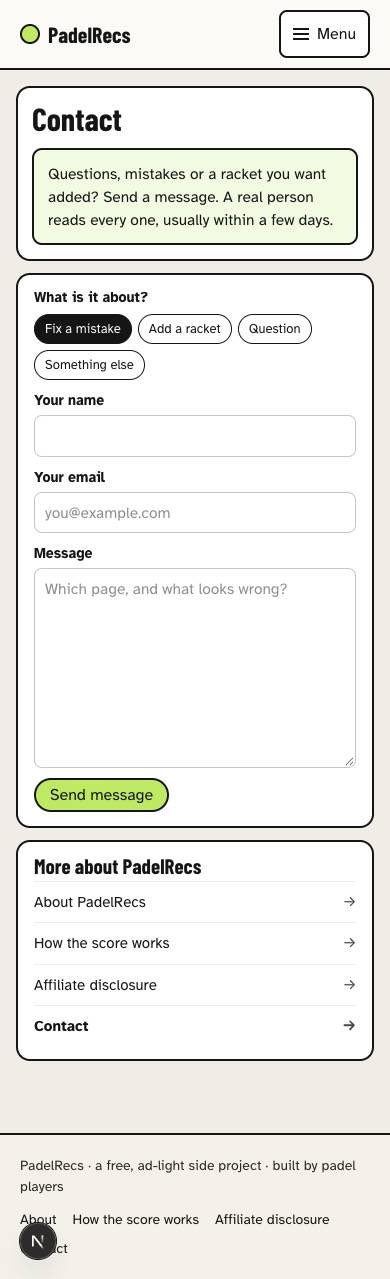 PadelRecs
Menu
Contact
Questions, mistakes or a racket you want
added? Send a message. A real person
reads every one, usually within a few days.
What is it about?
Fix a mistake Add a racket Question
Something else
Your name
Your email
you@example.com
Message
Which page, and what looks wrong?
Send message
More about PadelRecs
About PadelRecs →
How the score works →
Affiliate disclosure →
Contact →
PadelRecs · a free, ad-light side project · built by padel
players
About How the score works Affiliate disclosure
N